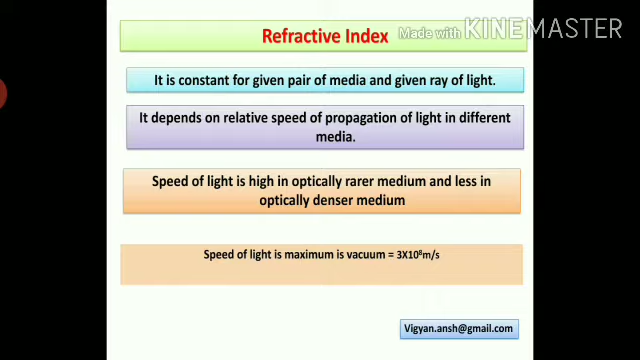 Refractive Index
Made with KINEMASTER
It is constant for given pair of media and given ray of light.
It depends on relative speed of propagation of light in different
media.
Speed of light is high in optically rarer medium and less in
optically denser medium
Speed of light is maximum is vacuum = 3X10⁸m/s
Vigyan.ansh@gmail.com